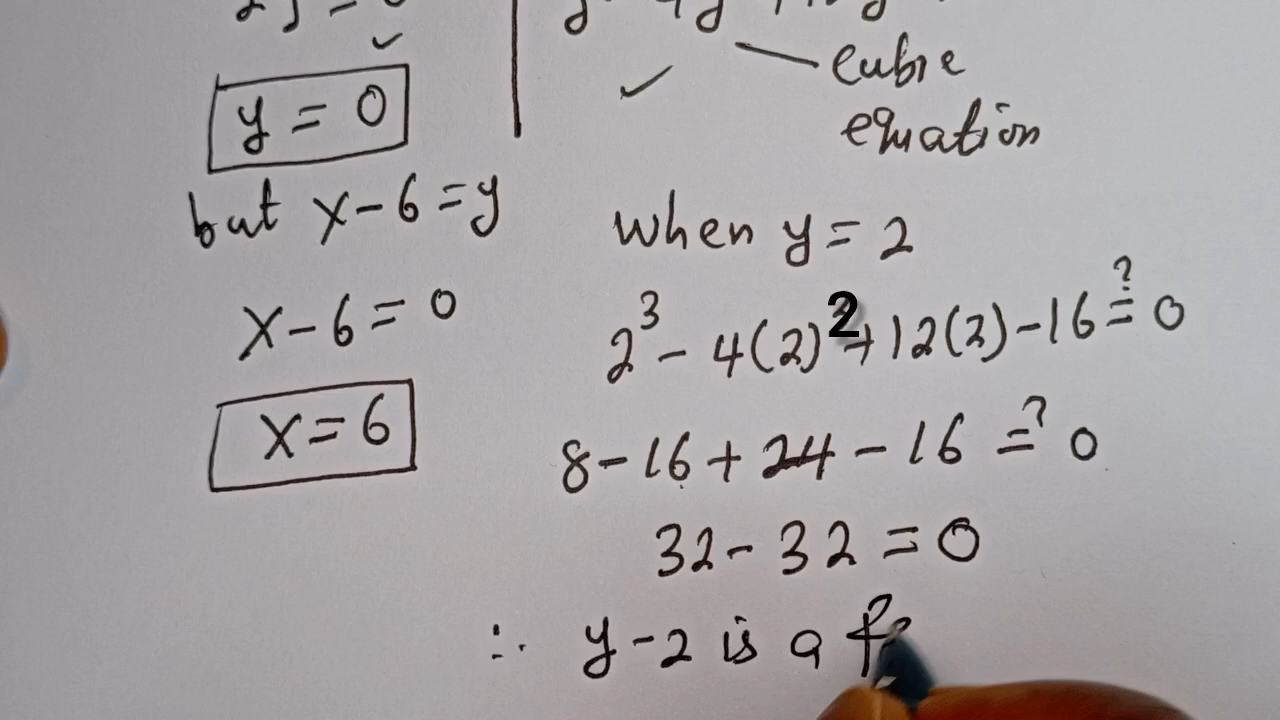 y = 0
but x - 6 = y
x - 6 = 0
x = 6
cubic
equation
when y = 2
2³ - 4(2)² + 12(2) - 16 ≟ 0
8 - 16 + 24 - 16 =? 0
32 - 32 = 0
∴ y - 2 is a